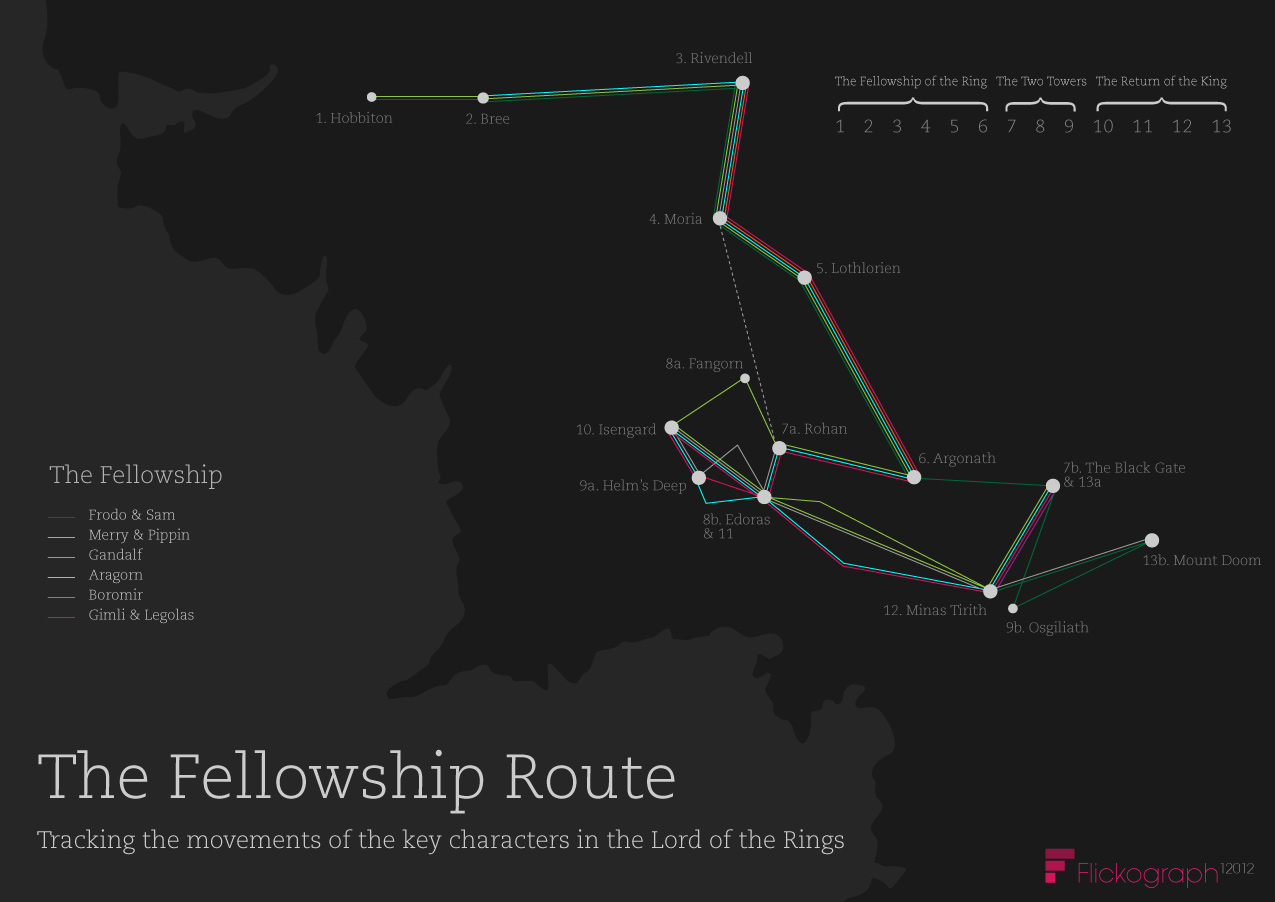 3. Rivendell
The Fellowship of the Ring The Two Towers The Return of the King
1 2 3 4 5 6 7 8 9 10 11 12 13
1. Hobbiton
2. Bree
4. Moria
5. Lothlorien
8a. Fangorn
10. Isengard
7a. Rohan
6. Argonath
7b. The Black Gate
& 13a
9a. Helm's Deep
8b. Edoras
& 11
13b. Mount Doom
12. Minas Tirith
9b. Osgiliath
The Fellowship
Frodo & Sam
Merry & Pippin
Gandalf
Aragorn
Boromir
Gimli & Legolas
The Fellowship Route
Tracking the movements of the key characters in the Lord of the Rings
Flickograph 12012